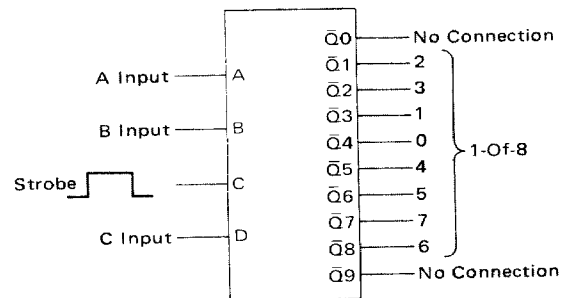 Q̄0 No Connection
Q̄1 2
A Input A Q̄2 3
Q̄3 1
B Input B Q̄4 0 1-Of-8
Q̄5 4
Strobe C Q̄6 5
Q̄7 7
C Input D Q̄8 6
Q̄9 No Connection